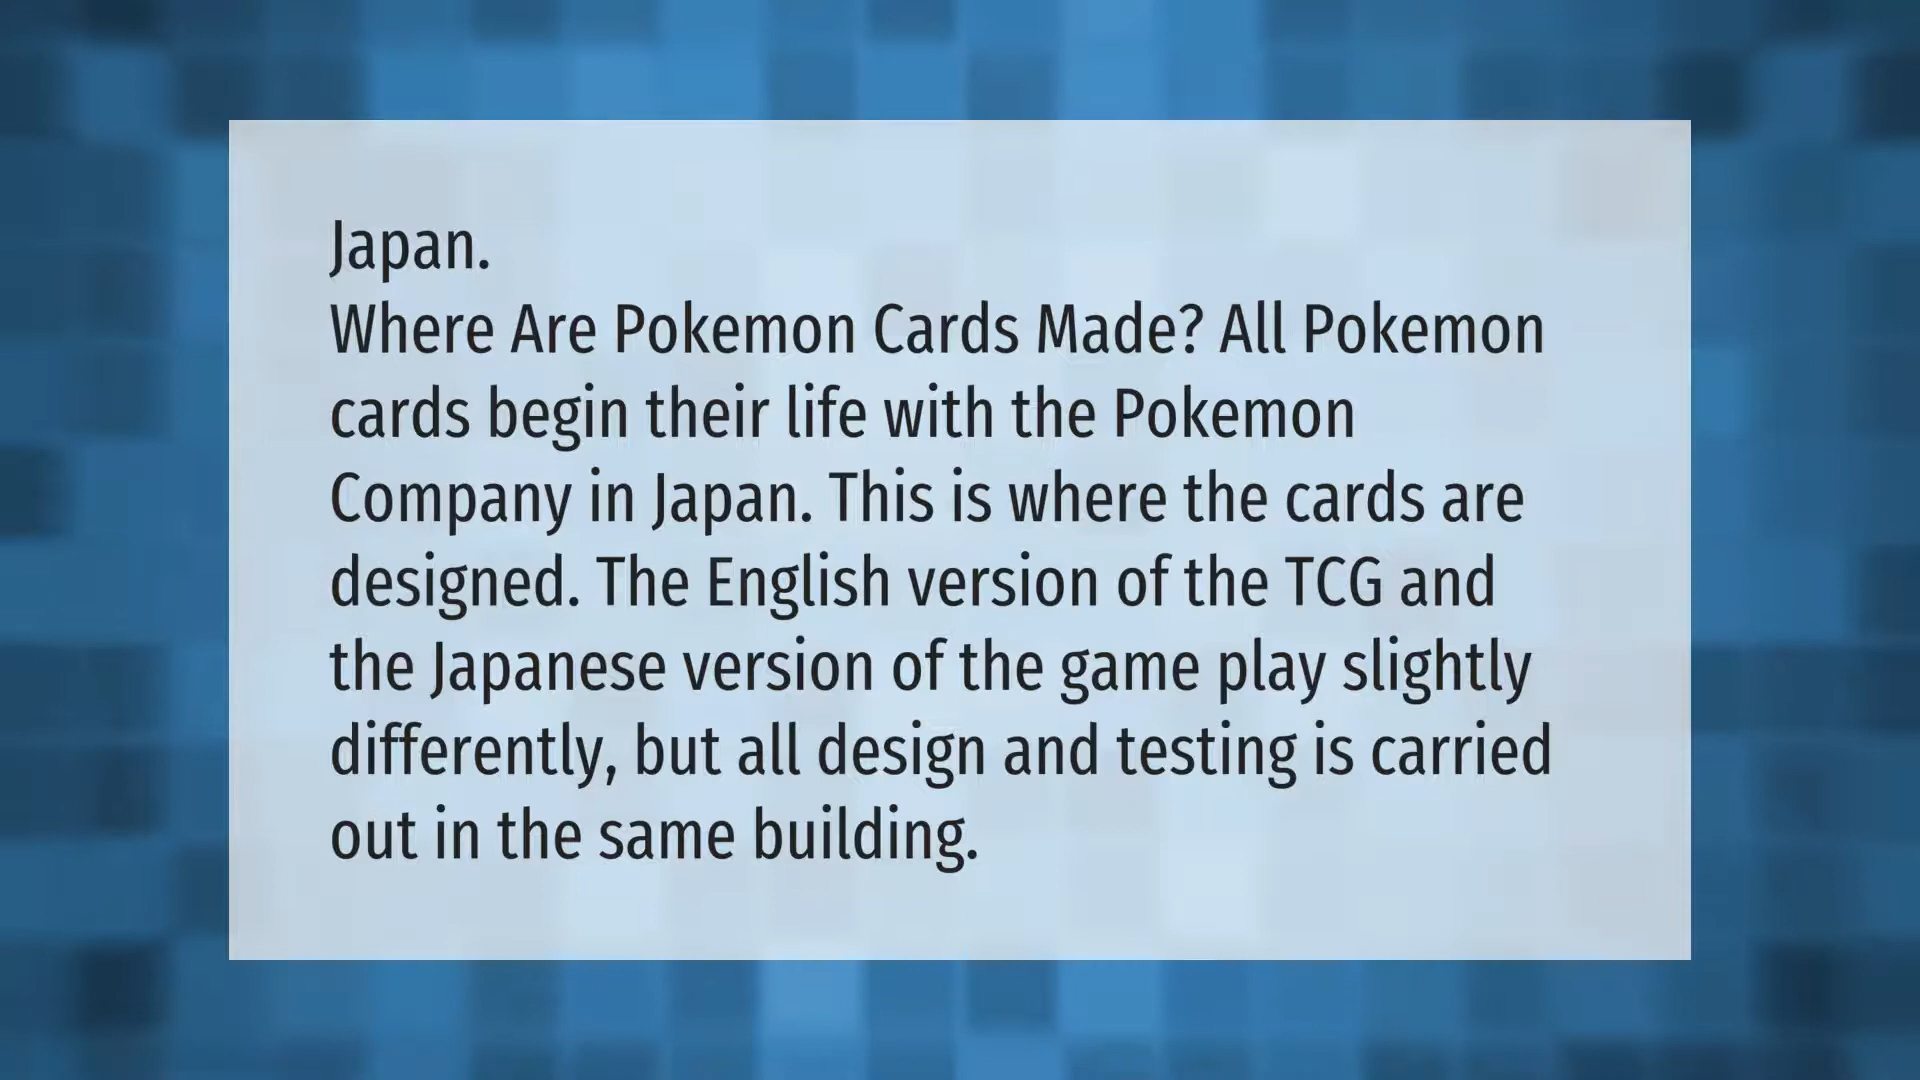 Japan.
Where Are Pokemon Cards Made? All Pokemon
cards begin their life with the Pokemon
Company in Japan. This is where the cards are
designed. The English version of the TCG and
the Japanese version of the game play slightly
differently, but all design and testing is carried
out in the same building.